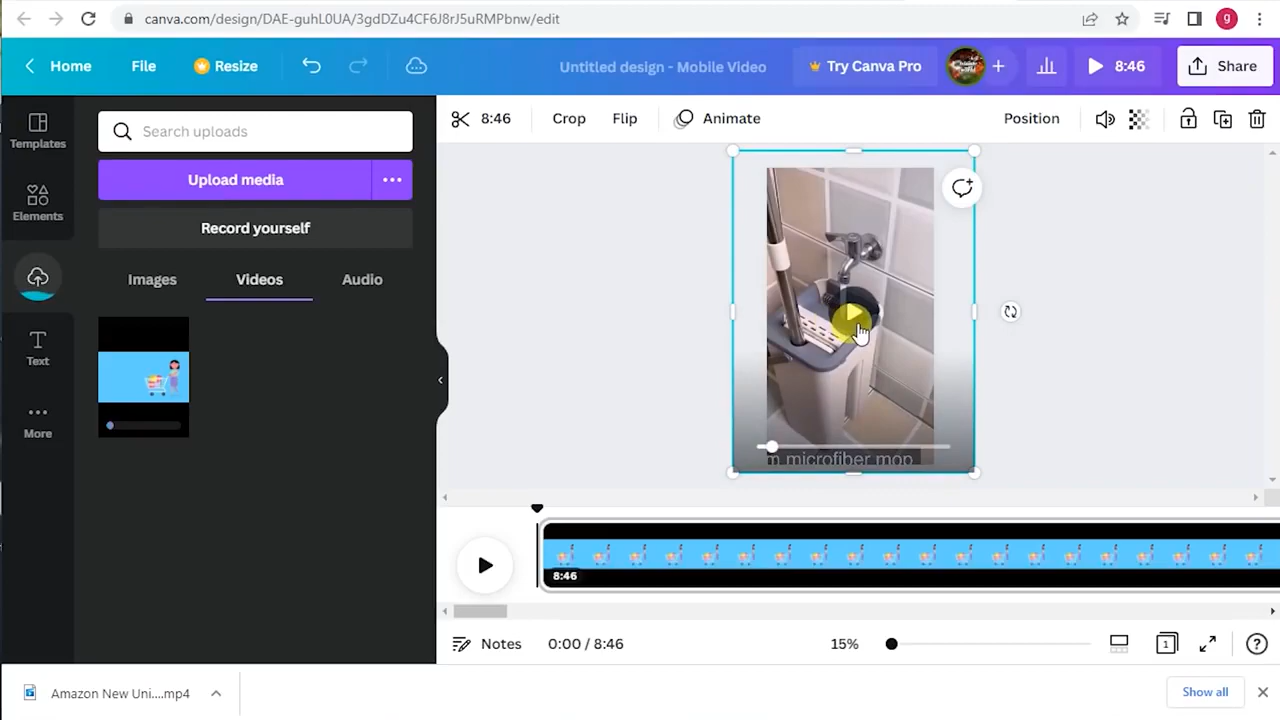 canva.com/design/DAE-guhL0UA/3gdDZu4CF6J8rJ5uRMPbnw/edit
g
Home
File
Resize
Untitled design - Mobile Video
Try Canva Pro
8:46
Share
Templates
Search uploads
8:46
Crop
Flip
Animate
Position
Upload media
Elements
Record yourself
Images
Videos
Audio
Text
More
m microfiber mop
8:46
Notes
0:00 / 8:46
15%
1
Amazon New Uni....mp4
Show all